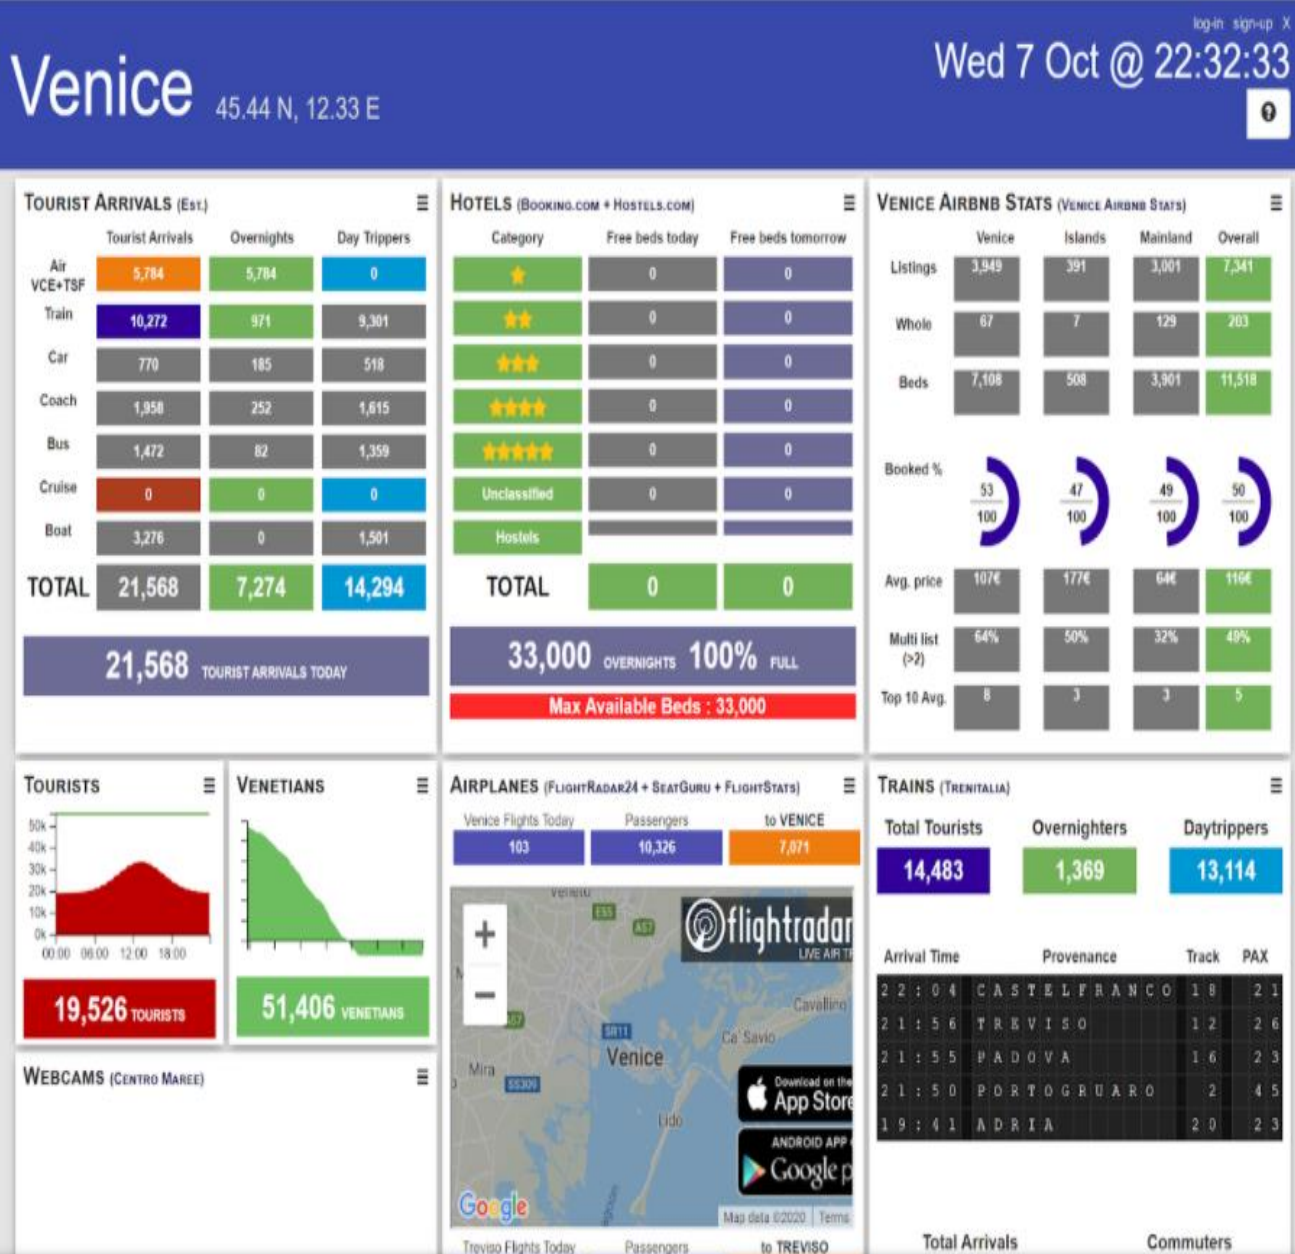 log-in sign-up X
Venice 45.44 N, 12.33 E
Wed 7 Oct @ 22:32:33
TOURIST ARRIVALS (EST.)
Tourist Arrivals Overnights Day Trippers
Air VCE+TSF 5,784 5,784 0
Train 10,272 971 9,301
Car 770 185 518
Coach 1,958 252 1,615
Bus 1,472 82 1,359
Cruise 0 0 0
Boat 3,276 0 1,501
TOTAL 21,568 7,274 14,294
21,568 TOURIST ARRIVALS TODAY
HOTELS (BOOKING.COM + HOSTELS.COM)
Category Free beds today Free beds tomorrow
0 0
0 0
0 0
0 0
0 0
Unclassified 0 0
Hostels
TOTAL 0 0
33,000 OVERNIGHTS 100% FULL
Max Available Beds : 33,000
VENICE AIRBNB STATS (VENICE AIRBNB STATS)
Venice Islands Mainland Overall
Listings 3,949 391 3,001 7,341
Whole 67 7 129 203
Beds 7,108 508 3,901 11,518
Booked % 53 47 49 50
100 100 100 100
Avg. price 107€ 177€ 64€ 116€
Multi list (>2) 64% 50% 32% 49%
Top 10 Avg. 8 3 3 5
TOURISTS
50k
40k
30k
20k
10k
0k
00:00 06:00 12:00 18:00
19,526 TOURISTS
VENETIANS
51,406 VENETIANS
WEBCAMS (CENTRO MAREE)
AIRPLANES (FLIGHTRADAR24 + SEATGURU + FLIGHTSTATS)
Venice Flights Today Passengers to VENICE
103 10,326 7,071
Veneto
E55
A57
flightradar
LIVE AIR
+
−
Cavallino
SR11
Ca' Savio
Venice
Mira
SS309
Lido
Download on the
App Store
ANDROID APP
Google p
Google
Map data ©2020 Terms
Treviso Flights Today Passengers to TREVISO
TRAINS (TRENITALIA)
Total Tourists Overnighters Daytrippers
14,483 1,369 13,114
Arrival Time Provenance Track PAX
22:04 CASTELFRANCO 18 21
21:56 TREVISO 12 26
21:55 PADOVA 16 23
21:50 PORTOGRUARO 2 45
19:41 ADRIA 20 23
Total Arrivals Commuters